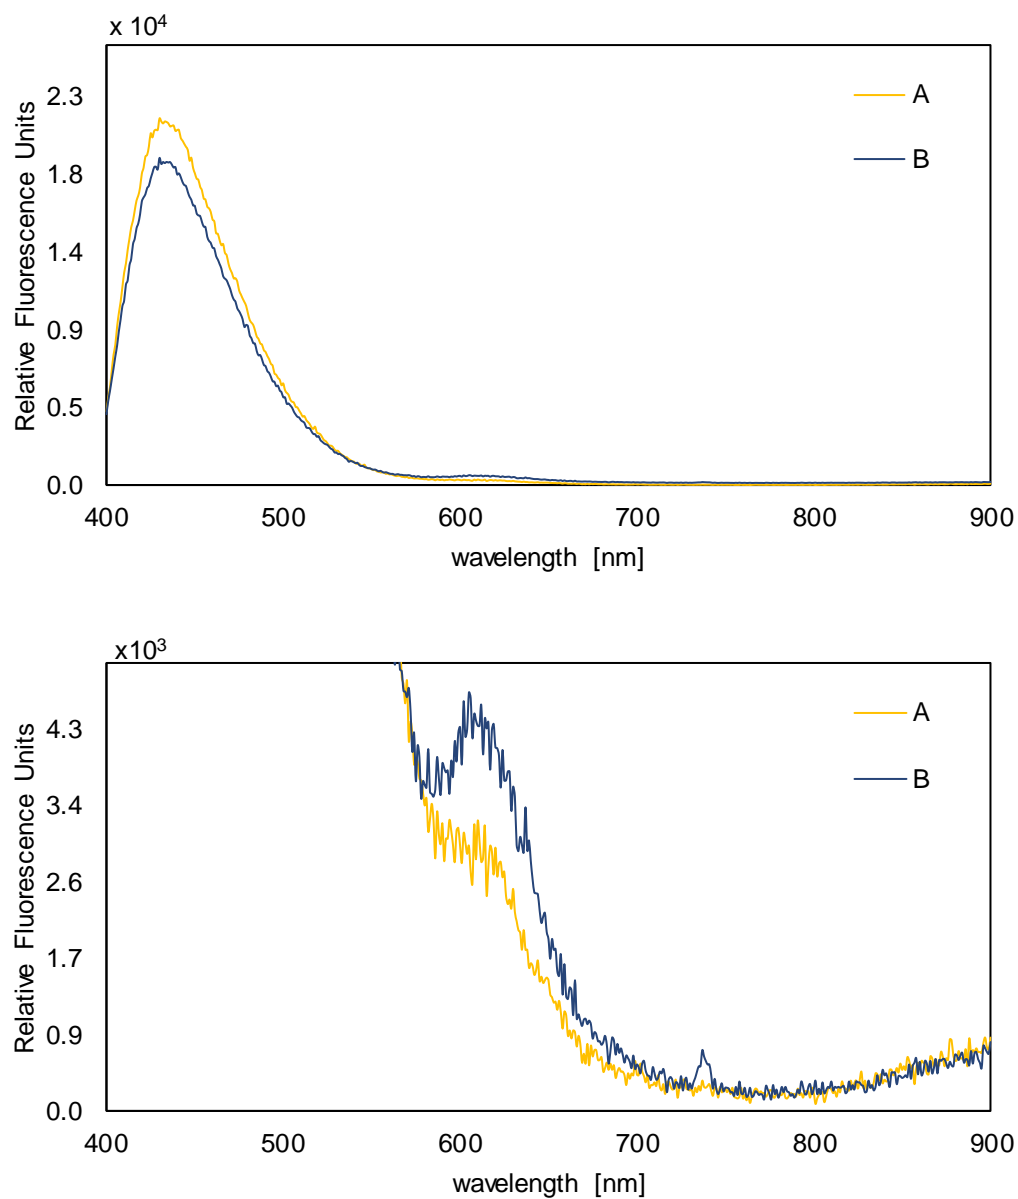 x 10⁴
Relative Fluorescence Units
2.3
1.8
1.4
0.9
0.5
0.0
A
B
400 500 600 700 800 900
wavelength [nm]
x10³
Relative Fluorescence Units
4.3
3.4
2.6
1.7
0.9
0.0
A
B
400 500 600 700 800 900
wavelength [nm]